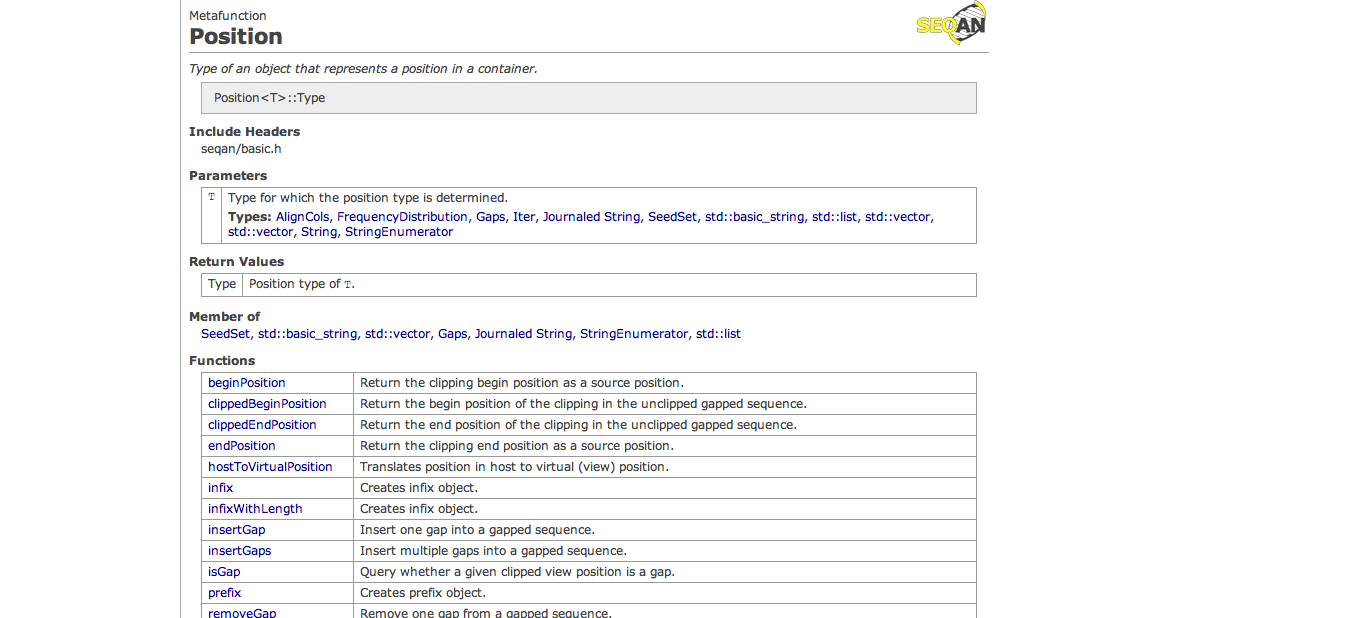 Metafunction
Position
SEQAN
Type of an object that represents a position in a container.
Position<T>::Type
Include Headers
seqan/basic.h
Parameters
T Type for which the position type is determined.
Types: AlignCols, FrequencyDistribution, Gaps, Iter, Journaled String, SeedSet, std::basic_string, std::list, std::vector,
std::vector, String, StringEnumerator
Return Values
Type Position type of T.
Member of
SeedSet, std::basic_string, std::vector, Gaps, Journaled String, StringEnumerator, std::list
Functions
beginPosition Return the clipping begin position as a source position.
clippedBeginPosition Return the begin position of the clipping in the unclipped gapped sequence.
clippedEndPosition Return the end position of the clipping in the unclipped gapped sequence.
endPosition Return the clipping end position as a source position.
hostToVirtualPosition Translates position in host to virtual (view) position.
infix Creates infix object.
infixWithLength Creates infix object.
insertGap Insert one gap into a gapped sequence.
insertGaps Insert multiple gaps into a gapped sequence.
isGap Query whether a given clipped view position is a gap.
prefix Creates prefix object.
removeGap Remove one gap from a gapped sequence.